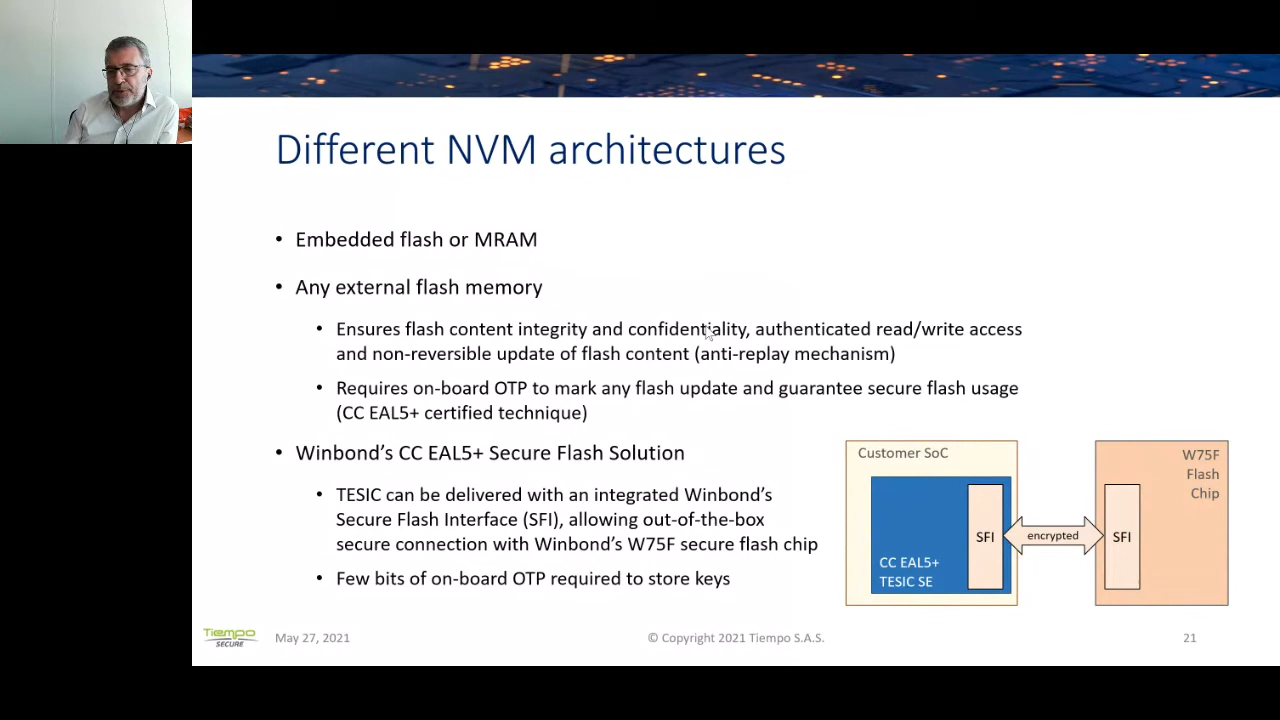 Different NVM architectures
• Embedded flash or MRAM
• Any external flash memory
• Ensures flash content integrity and confidentiality, authenticated read/write access
and non-reversible update of flash content (anti-replay mechanism)
• Requires on-board OTP to mark any flash update and guarantee secure flash usage
(CC EAL5+ certified technique)
• Winbond’s CC EAL5+ Secure Flash Solution
• TESIC can be delivered with an integrated Winbond’s
Secure Flash Interface (SFI), allowing out-of-the-box
secure connection with Winbond’s W75F secure flash chip
• Few bits of on-board OTP required to store keys
Customer SoC
SFI
CC EAL5+
TESIC SE
encrypted
W75F
Flash
Chip
SFI
Tiempo
SECURE
May 27, 2021
© Copyright 2021 Tiempo S.A.S.
21